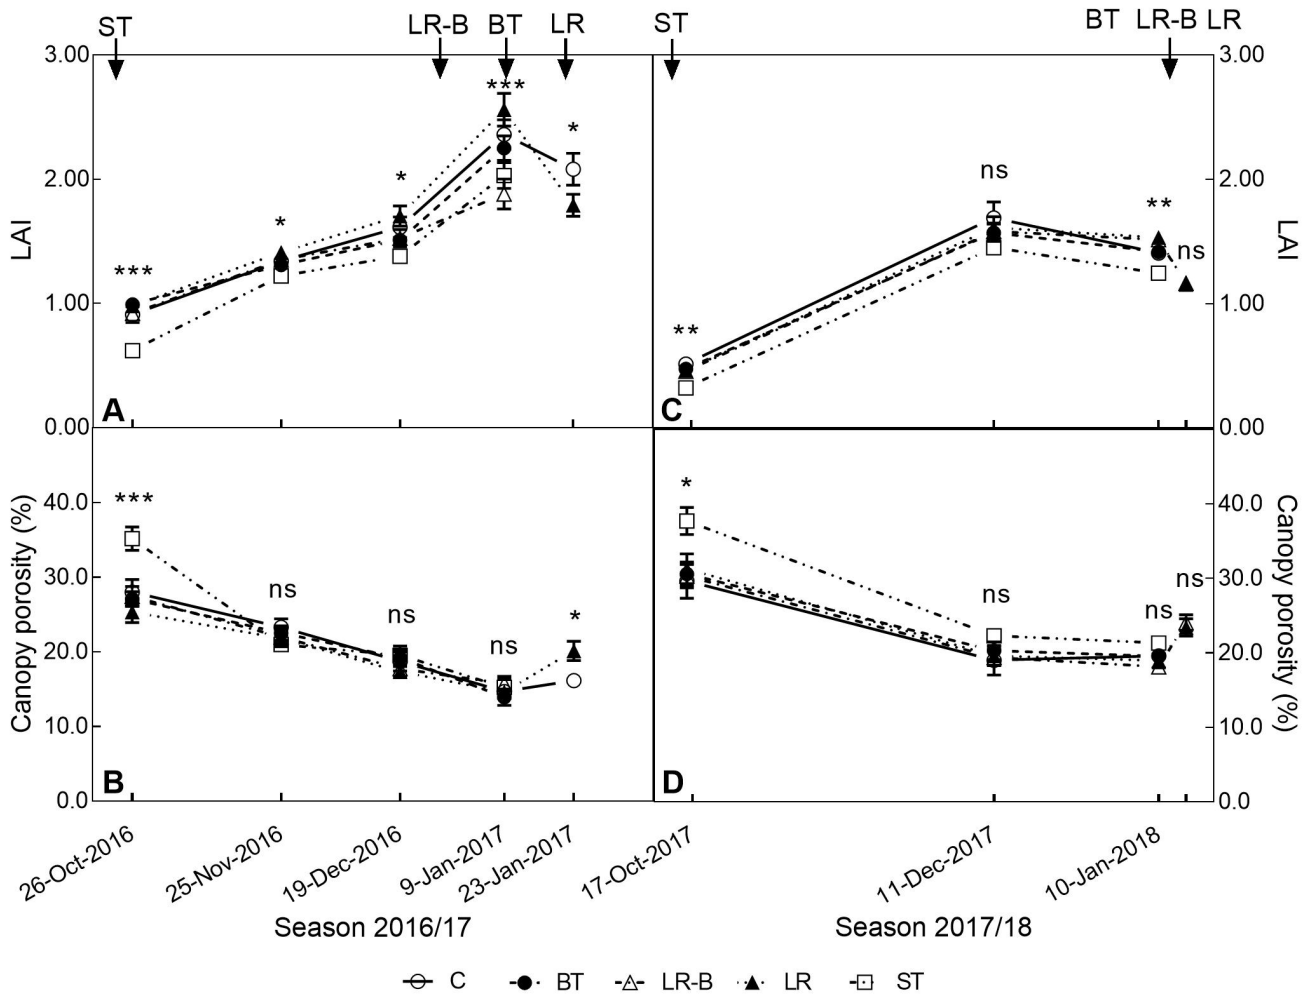 ST LR-B BT LR ST BT LR-B LR
3.00 3.00
***
* *
* ns
2.00 2.00
LAI LAI
**
* ns
***
1.00 1.00
**
A C
0.00 0.00
*
*** 40.0 40.0
Canopy porosity (%) Canopy porosity (%)
30.0 ns ns 30.0
ns ns * ns
ns
20.0 20.0
10.0 10.0
B D
0.0 0.0
26-Oct-2016 25-Nov-2016 19-Dec-2016 9-Jan-2017 23-Jan-2017 17-Oct-2017 11-Dec-2017 10-Jan-2018
Season 2016/17 Season 2017/18
C BT LR-B LR ST